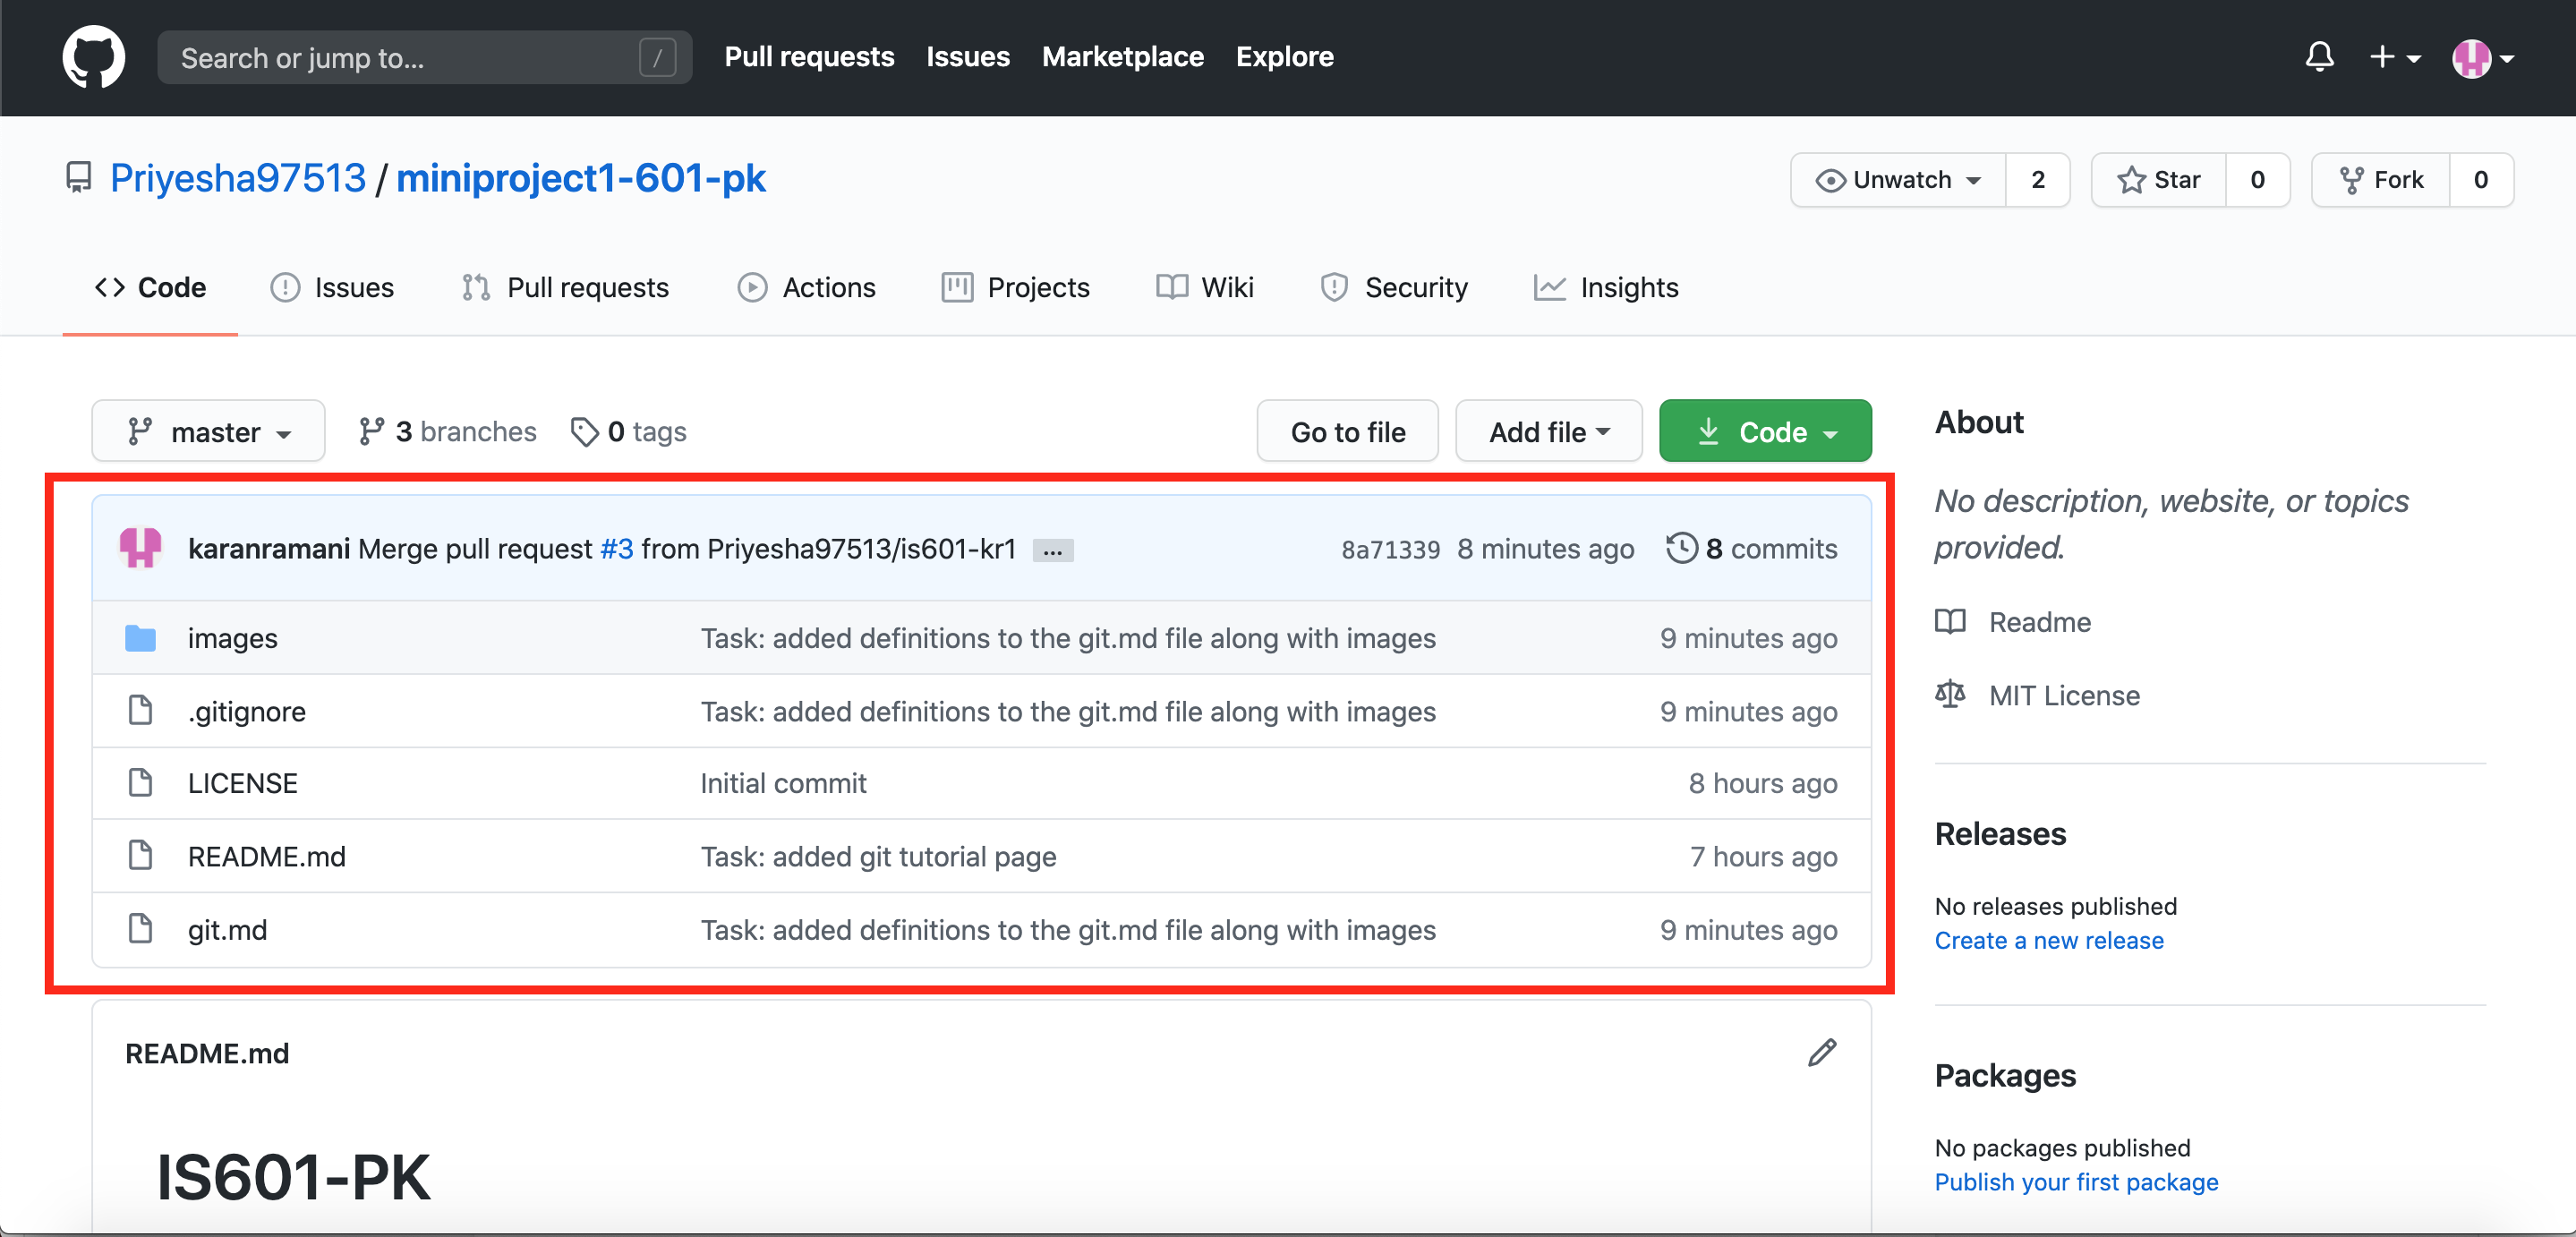 Search or jump to... / Pull requests Issues Marketplace Explore
Priyesha97513 / miniproject1-601-pk Unwatch 2 Star 0 Fork 0
Code Issues Pull requests Actions Projects Wiki Security Insights
master 3 branches 0 tags Go to file Add file Code
karanramani Merge pull request #3 from Priyesha97513/is601-kr1 ... 8a71339 8 minutes ago 8 commits
images Task: added definitions to the git.md file along with images 9 minutes ago
.gitignore Task: added definitions to the git.md file along with images 9 minutes ago
LICENSE Initial commit 8 hours ago
README.md Task: added git tutorial page 7 hours ago
git.md Task: added definitions to the git.md file along with images 9 minutes ago
README.md
IS601-PK
About
No description, website, or topics
provided.
Readme
MIT License
Releases
No releases published
Create a new release
Packages
No packages published
Publish your first package